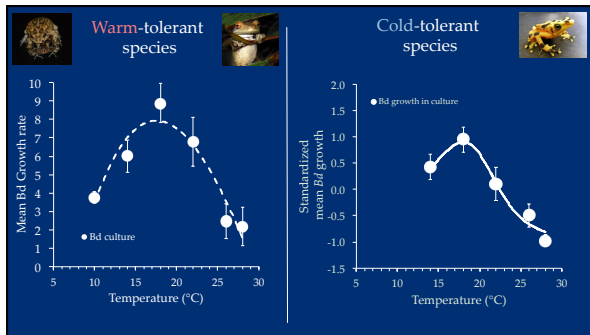 Warm-tolerant
species
10
9
8
7
6
5
4
3
2
1
0
Mean Bd Growth rate
Bd culture
5
10
15
20
25
30
Temperature (°C)
Cold-tolerant
species
2.0
1.5
1.0
0.5
0.0
-0.5
-1.0
-1.5
Standardized
mean Bd growth
Bd growth in culture
5
10
15
20
25
30
Temperature (°C)